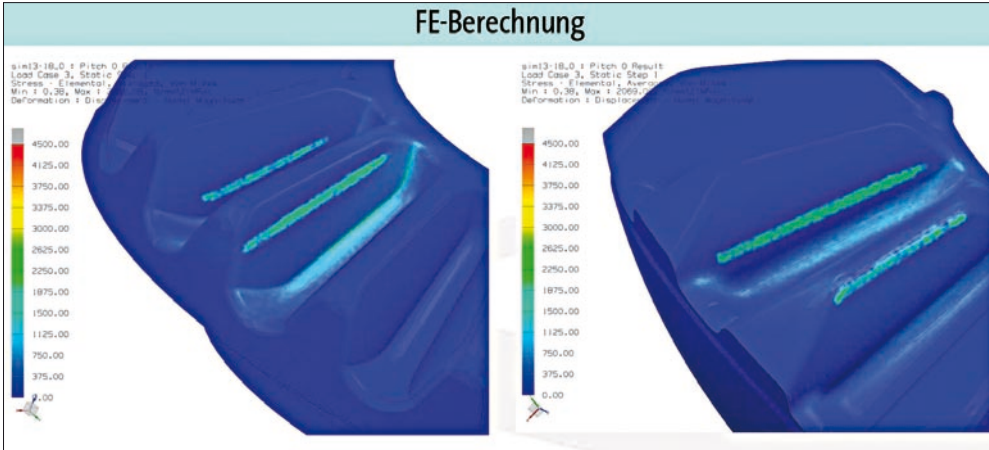 FE-Berechnung
sim13-18.0 : Pitch 0
Load Case 3, Static
Stress - Elemental,
Min : 0.38, Max :
Deformation :
4500.00
4125.00
3750.00
3375.00
3000.00
2625.00
2250.00
1875.00
1500.00
1125.00
750.00
375.00
0.00
sim13-18.0 : Pitch 0 Result
Load Case 3, Static Step 1
Stress - Elemental,
Min : 0.38, Max : 2069.0
Deformation :
4500.00
4125.00
3750.00
3375.00
3000.00
2625.00
2250.00
1875.00
1500.00
1125.00
750.00
375.00
0.00